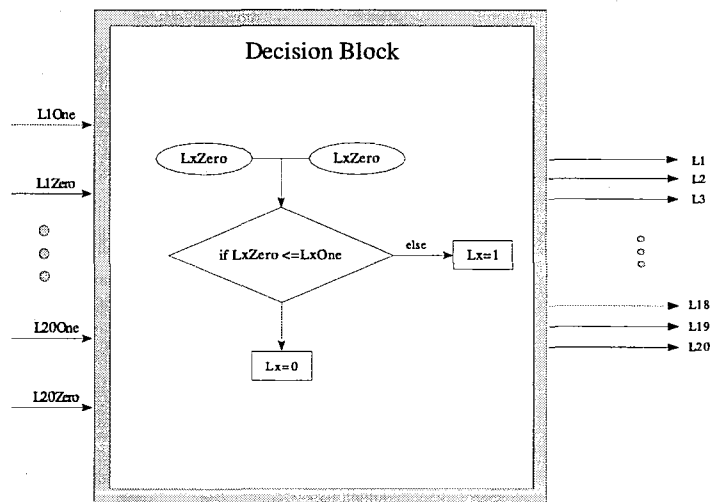 Decision Block
L1One
L1Zero
L20One
L20Zero
LxZero
LxZero
if LxZero <=LxOne
else
Lx=1
Lx=0
L1
L2
L3
L18
L19
L20